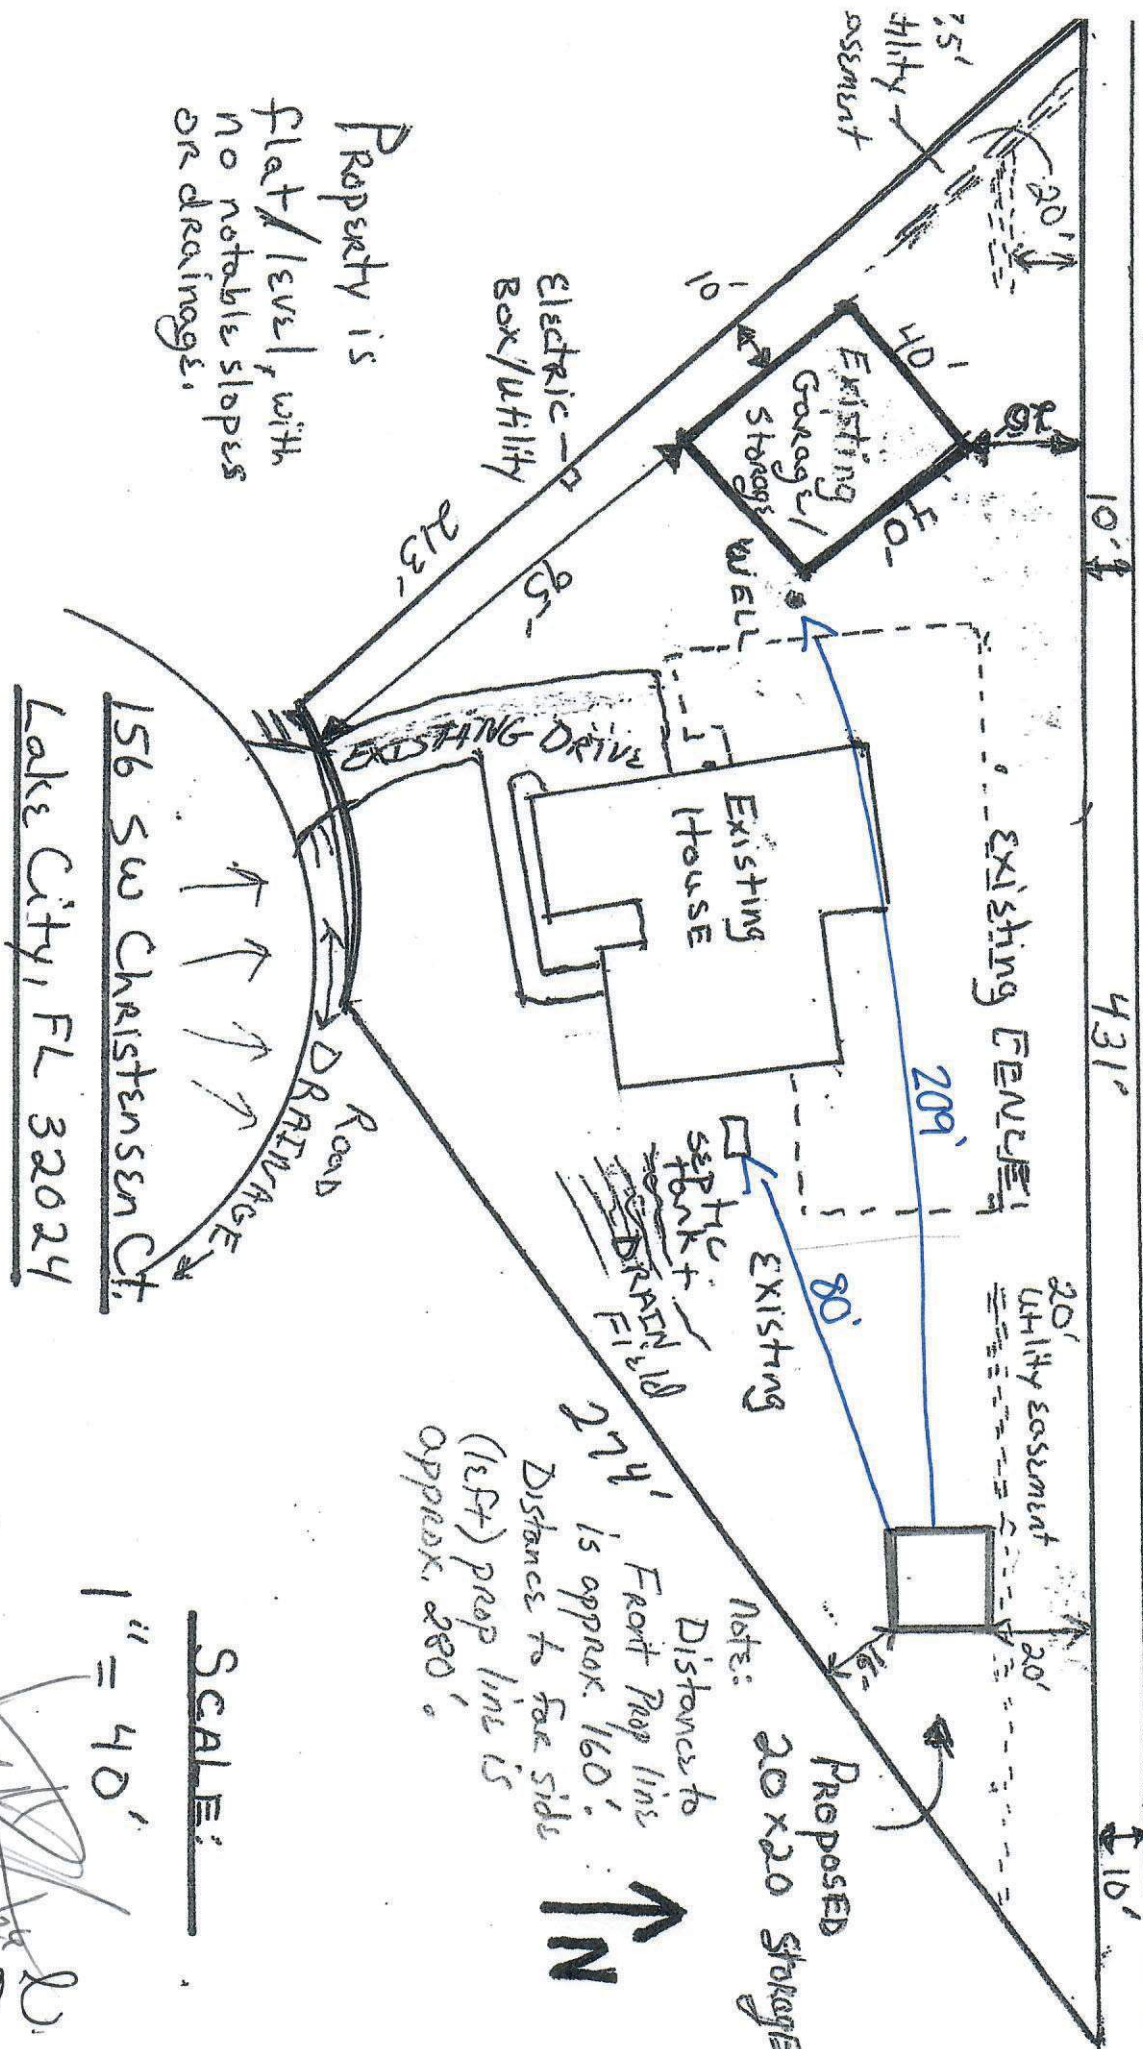 .5'
utility
easement
20'
10'
431'
10'
20'
40'
40'
Existing
Garage/
Storage
WELL
10'
Electric
Box/Utility
213'
95'
Property is
flat/level, with
no notable slopes
or drainage.
EXISTING DRIVE
Existing
House
Existing FENCE
209'
80'
20'
utility easment
20'
Existing
septic
tank +
DRAIN
Field
ROAD
DRAINAGE
274'
6'
PROPOSED
20x20 Storage
Note:
Distance to
Front Prop line
is approx. 160'.
Distance to far side
(left) prop line is
approx. 280'.
N
156 SW Christensen Ct.
Lake City, FL 32024
SCALE:
1" = 40'